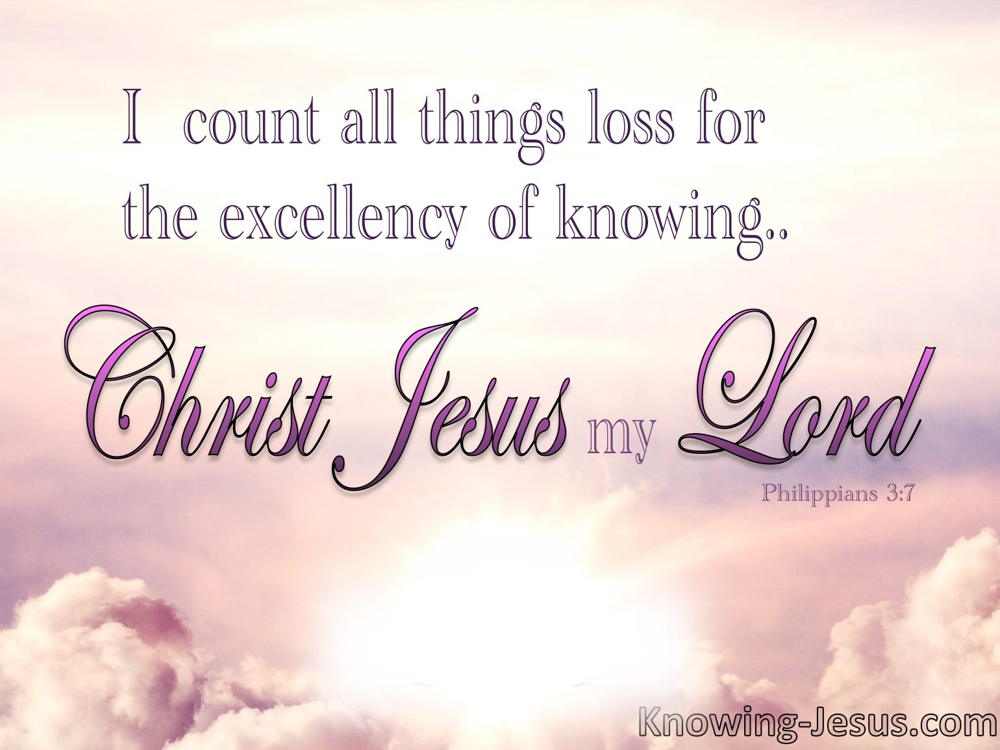 I count all things loss for
the excellency of knowing..
Christ Jesus my Lord
Philippians 3:7
Knowing-Jesus.com